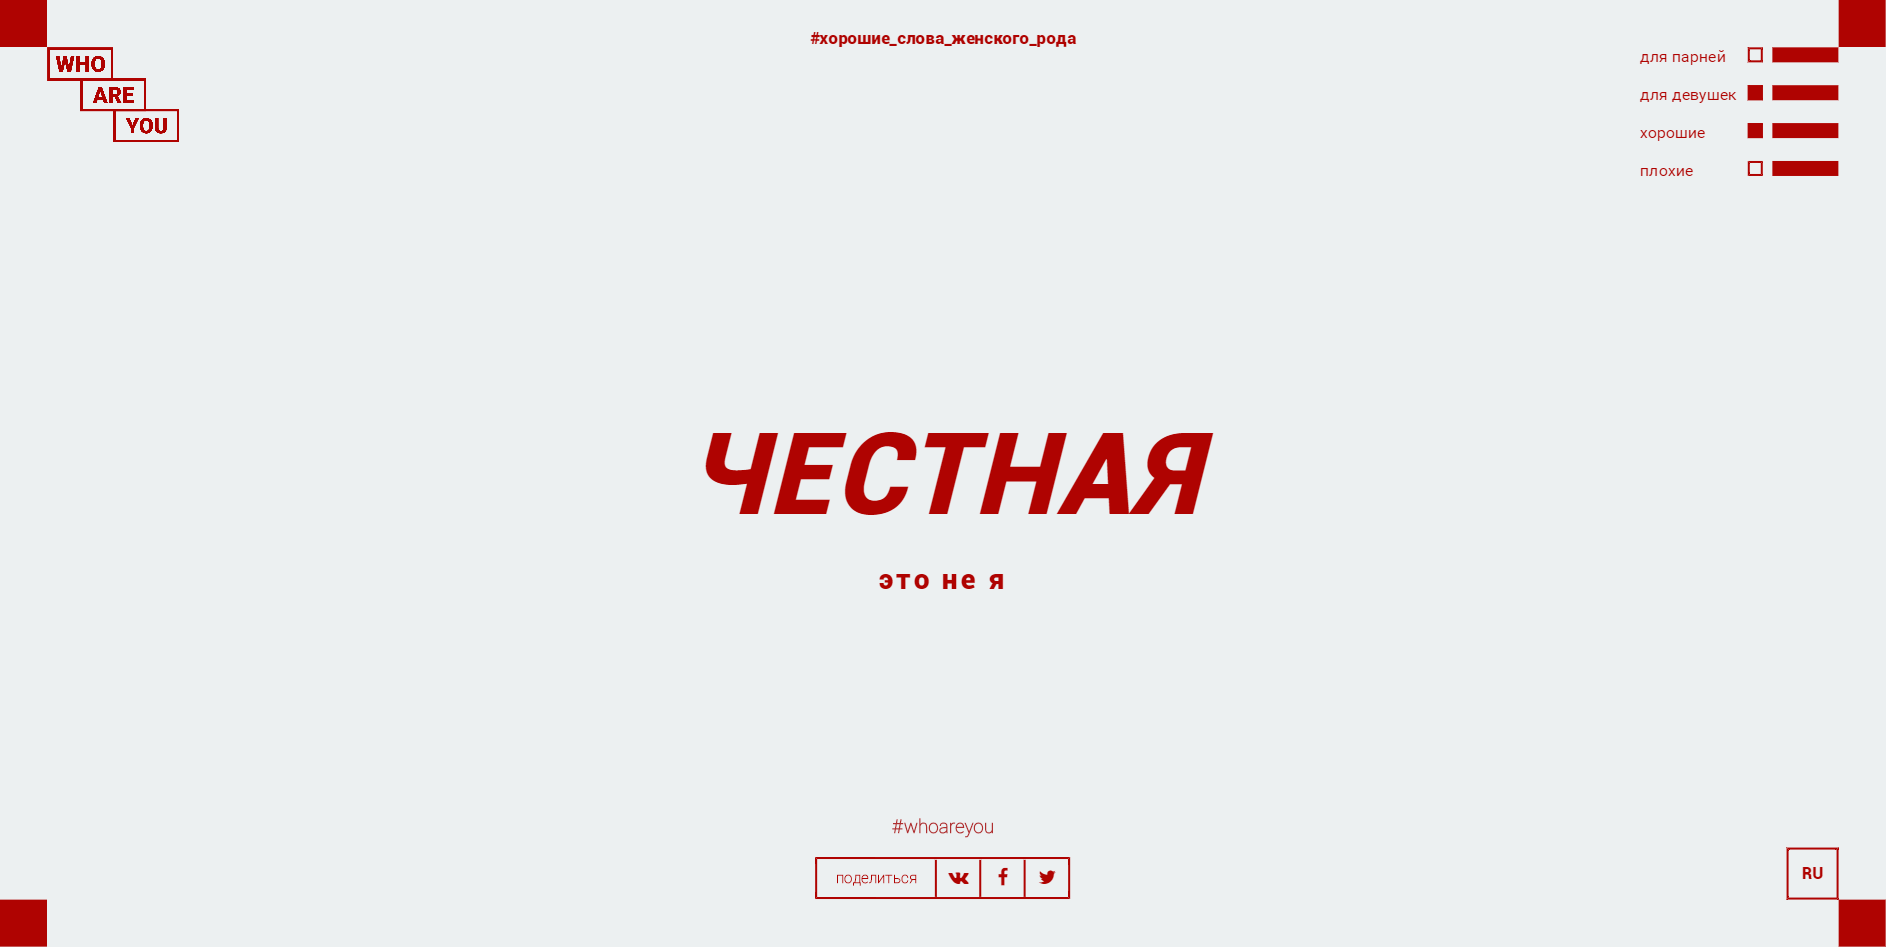 #хорошие_слова_женского_рода
WHO
ARE
YOU
для парней
для девушек
хорошие
плохие
ЧЕСТНАЯ
это не я
#whoareyou
поделиться
RU